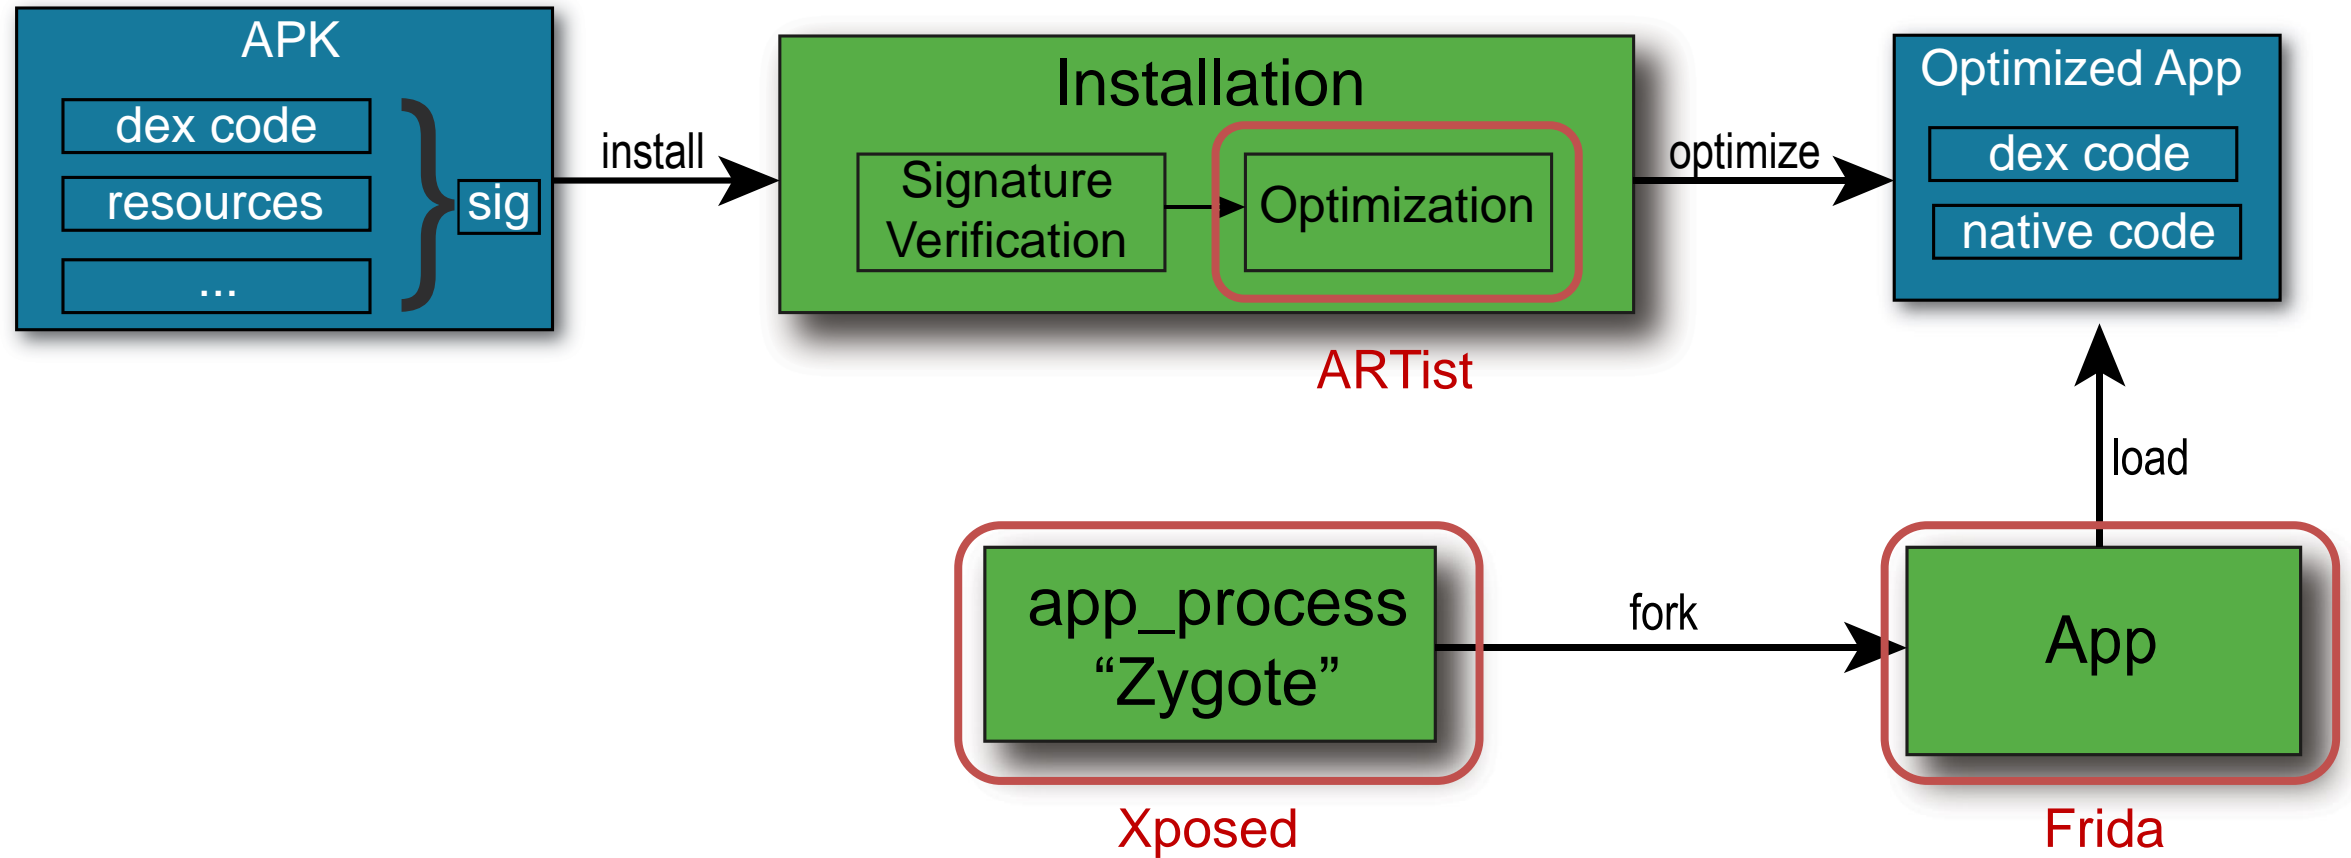 APK
dex code
resources
...
sig
install
Installation
Signature
Verification
Optimization
ARTist
optimize
Optimized App
dex code
native code
load
app_process
“Zygote”
Xposed
fork
App
Frida